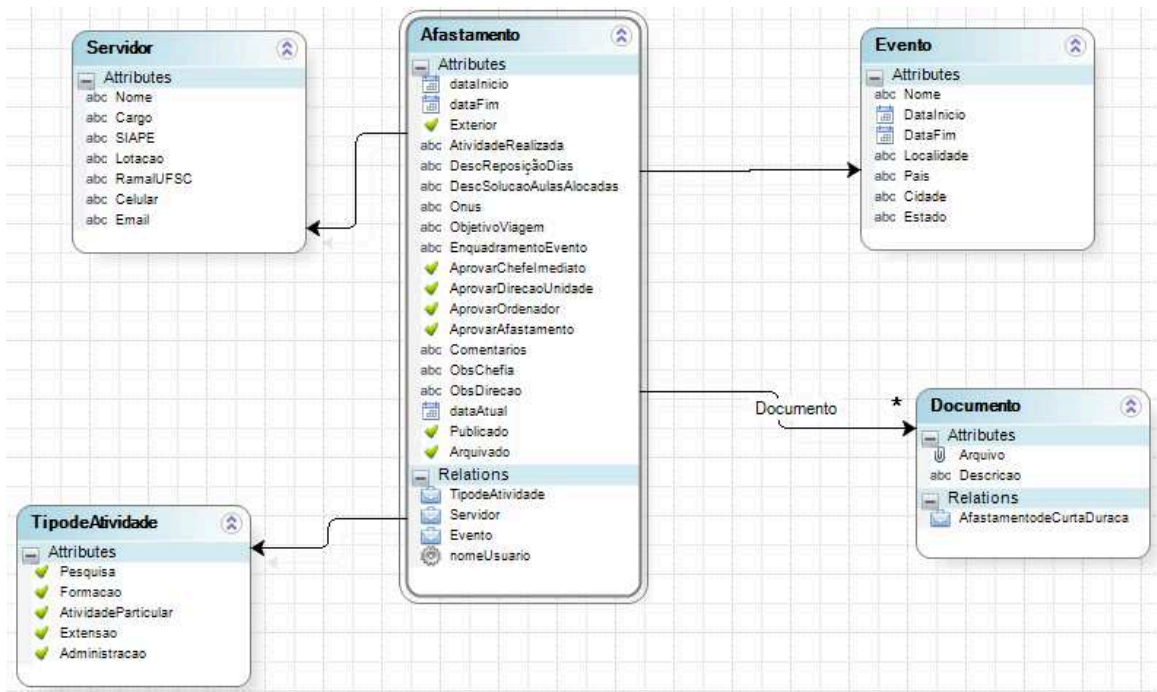 Servidor
Attributes
abc Nome
abc Cargo
abc SIAPE
abc Lotacao
abc RamalUFSC
abc Celular
abc Email
Afastamento
Attributes
dataInicio
dataFim
Exterior
abc AtividadeRealizada
abc DescReposiçãoDias
abc DescSolucaoAulasAlocadas
abc Onus
abc ObjetivoViagem
abc EnquadramentoEvento
AprovarChefeImediato
AprovarDirecaoUnidade
AprovarOrdenador
AprovarAfastamento
abc Comentarios
abc ObsChefia
abc ObsDirecao
dataAtual
Publicado
Arquivado
Relations
TipodeAtividade
Servidor
Evento
nomeUsuario
Evento
Attributes
abc Nome
DataInicio
DataFim
abc Localidade
abc Pais
abc Cidade
abc Estado
Documento
*
Documento
Attributes
Arquivo
abc Descricao
Relations
AfastamentodeCurtaDuraca
TipodeAtividade
Attributes
Pesquisa
Formacao
AtividadeParticular
Extensao
Administracao